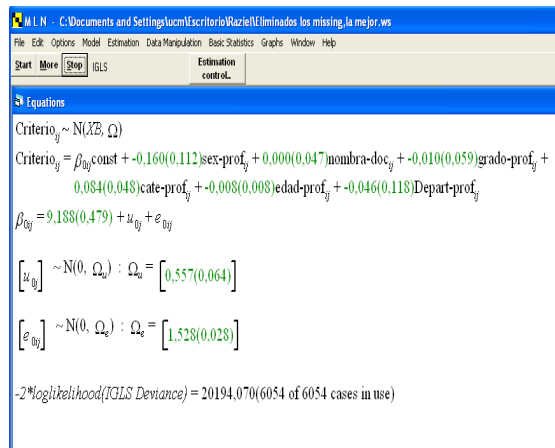 M L N - C:\Documents and Settings\ucm\Escritorio\Raziel\Eliminados los missing,la mejor.ws
File Edit Options Model Estimation Data Manipulation Basic Statistics Graphs Window Help
Start More Stop IGLS Estimation control..
Equations
Criterio_ij ~ N(XB, Ω)
Criterio_ij = β_0ij const + -0,160(0,112)sex-prof_ij + 0,000(0,047)nombra-doc_ij + -0,010(0,059)grado-prof_ij +
0,084(0,048)cate-prof_ij + -0,008(0,008)edad-prof_ij + -0,046(0,118)Depart-prof_ij
β_0ij = 9,188(0,479) + u_0j + e_0ij
[u_0j] ~ N(0, Ω_u) : Ω_u = [0,557(0,064)]
[e_0ij] ~ N(0, Ω_e) : Ω_e = [1,528(0,028)]
-2*loglikelihood(IGLS Deviance) = 20194,070(6054 of 6054 cases in use)